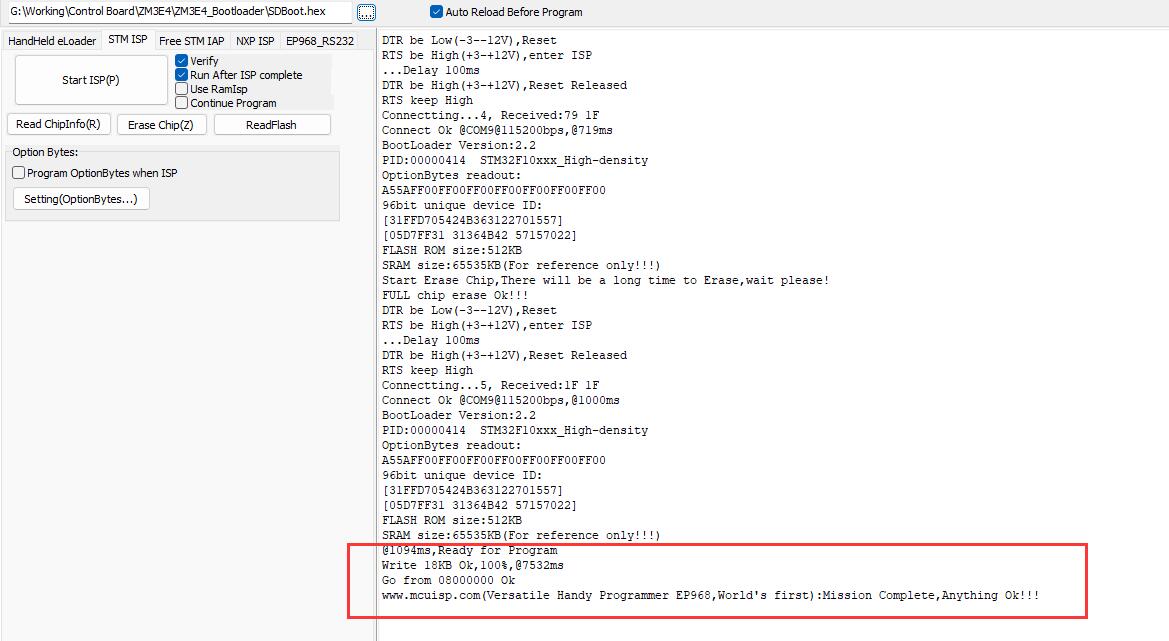 G:\Working\Control Board\ZM3E4\ZM3E4_Bootloader\SDBoot.hex
Auto Reload Before Program
HandHeld eLoader
STM ISP
Free STM IAP
NXP ISP
EP968_RS232
Start ISP(P)
Verify
Run After ISP complete
Use RamIsp
Continue Program
Read ChipInfo(R)
Erase Chip(Z)
ReadFlash
Option Bytes:
Program OptionBytes when ISP
Setting(OptionBytes...)
DTR be Low(-3--12V),Reset
RTS be High(+3-+12V),enter ISP
...Delay 100ms
DTR be High(+3-+12V),Reset Released
RTS keep High
Connectting...4, Received:79 1F
Connect Ok @COM9@115200bps,@719ms
BootLoader Version:2.2
PID:00000414  STM32F10xxx_High-density
OptionBytes readout:
A55AFF00FF00FF00FF00FF00FF00FF00
96bit unique device ID:
[31FFD705424B363122701557]
[05D7FF31 31364B42 57157022]
FLASH ROM size:512KB
SRAM size:65535KB(For reference only!!!)
Start Erase Chip,There will be a long time to Erase,wait please!
FULL chip erase Ok!!!
DTR be Low(-3--12V),Reset
RTS be High(+3-+12V),enter ISP
...Delay 100ms
DTR be High(+3-+12V),Reset Released
RTS keep High
Connectting...5, Received:1F 1F
Connect Ok @COM9@115200bps,@1000ms
BootLoader Version:2.2
PID:00000414  STM32F10xxx_High-density
OptionBytes readout:
A55AFF00FF00FF00FF00FF00FF00FF00
96bit unique device ID:
[31FFD705424B363122701557]
[05D7FF31 31364B42 57157022]
FLASH ROM size:512KB
SRAM size:65535KB(For reference only!!!)
@1094ms,Ready for Program
Write 18KB Ok,100%,@7532ms
Go from 08000000 Ok
www.mcuisp.com(Versatile Handy Programmer EP968,World's first):Mission Complete,Anything Ok!!!